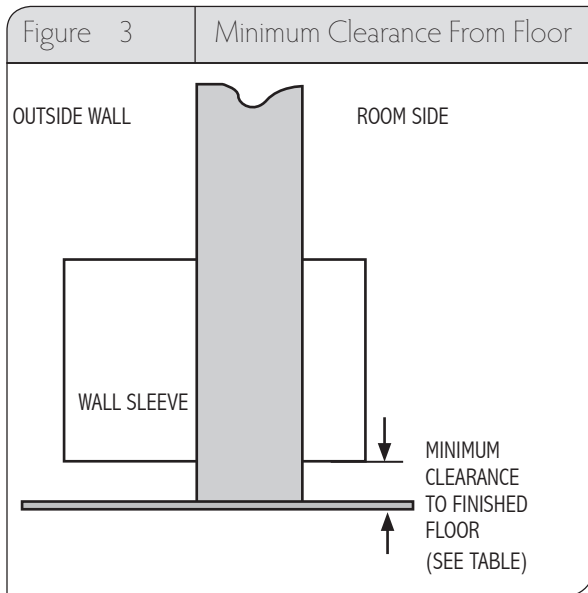 Figure 3 Minimum Clearance From Floor
OUTSIDE WALL
ROOM SIDE
WALL SLEEVE
MINIMUM
CLEARANCE
TO FINISHED
FLOOR
(SEE TABLE)